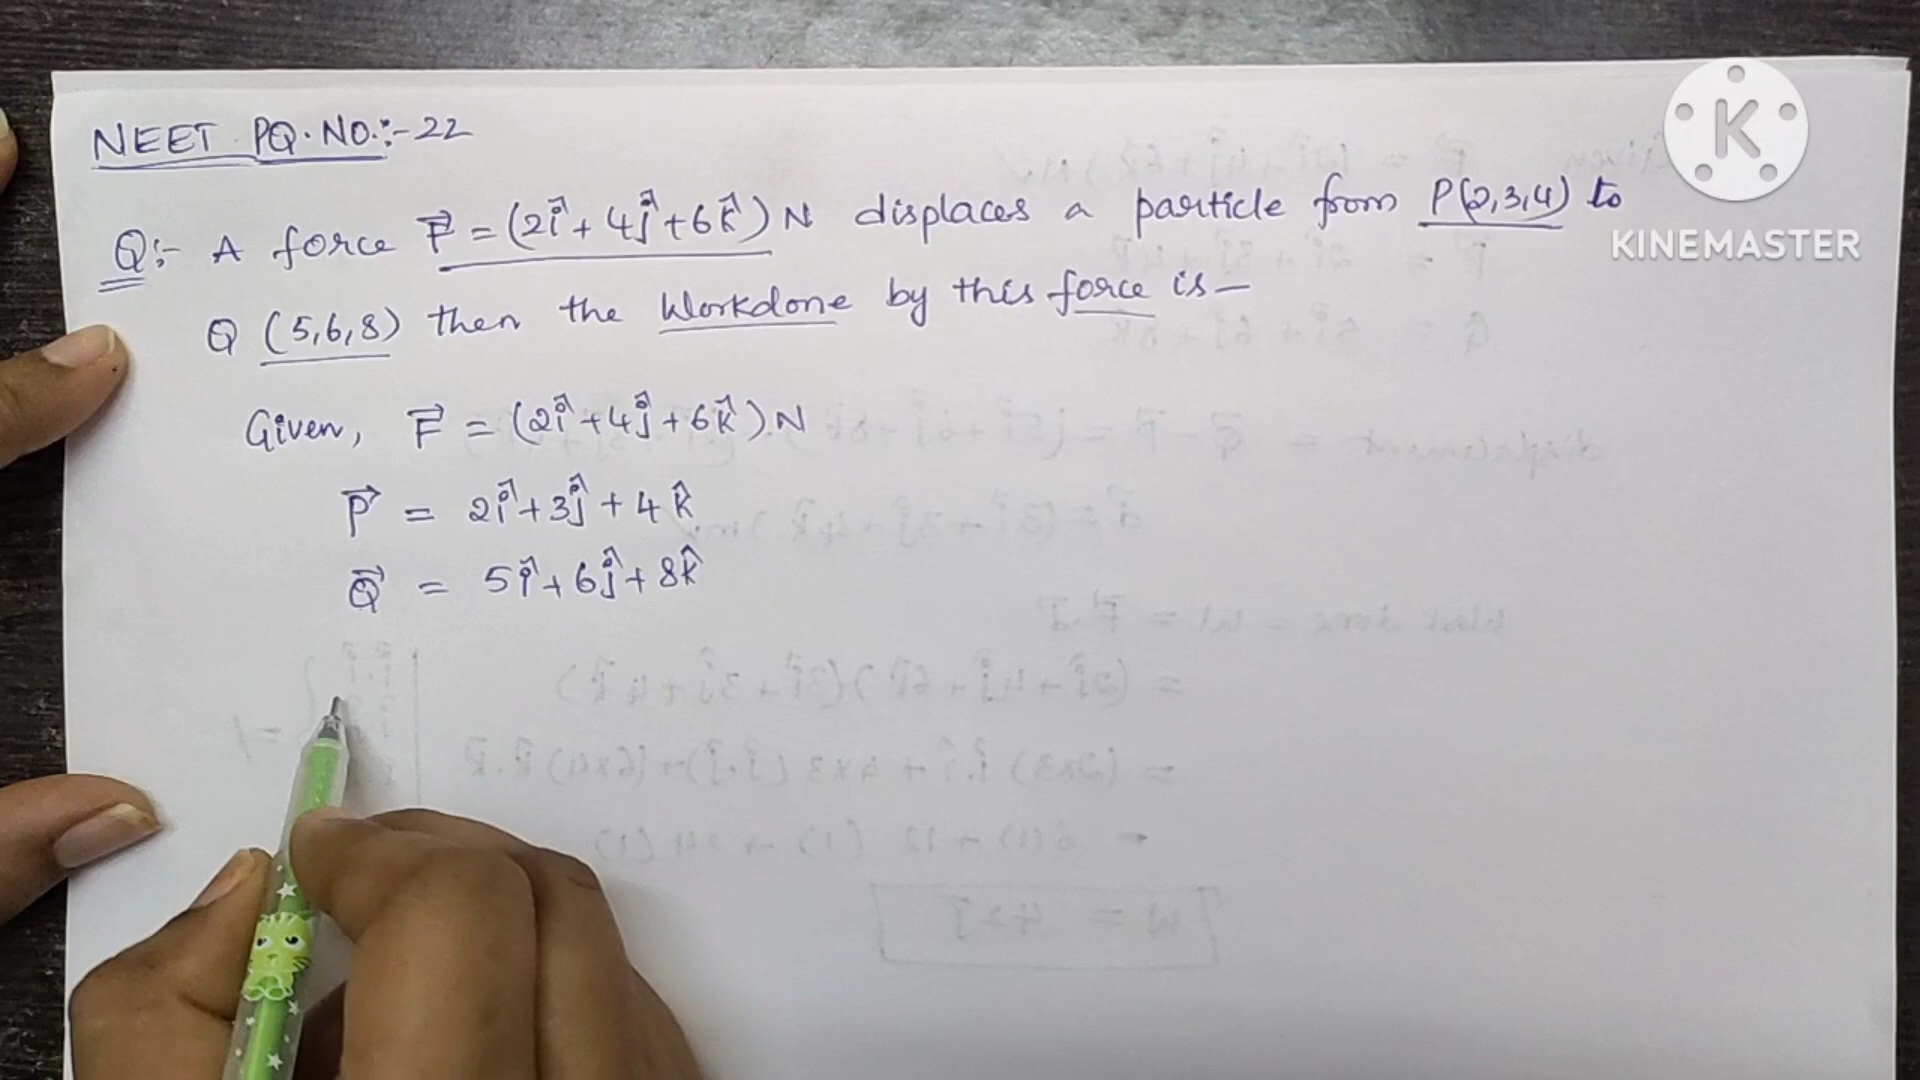 NEET PQ.NO.:-22
Q:- A force F⃗ = (2î + 4ĵ + 6k̂) N displaces a particle from P(2,3,4) to
Q (5,6,8) then the Workdone by this force is —
Given, F⃗ = (2î + 4ĵ + 6k̂) N
P⃗ = 2î + 3ĵ + 4k̂
Q⃗ = 5î + 6ĵ + 8k̂
K
KINEMASTER